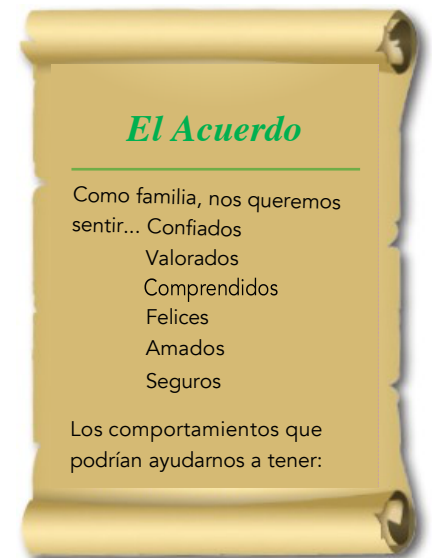 El Acuerdo
Como familia, nos queremos
sentir... Confiados
Valorados
Comprendidos
Felices
Amados
Seguros
Los comportamientos que
podrían ayudarnos a tener: